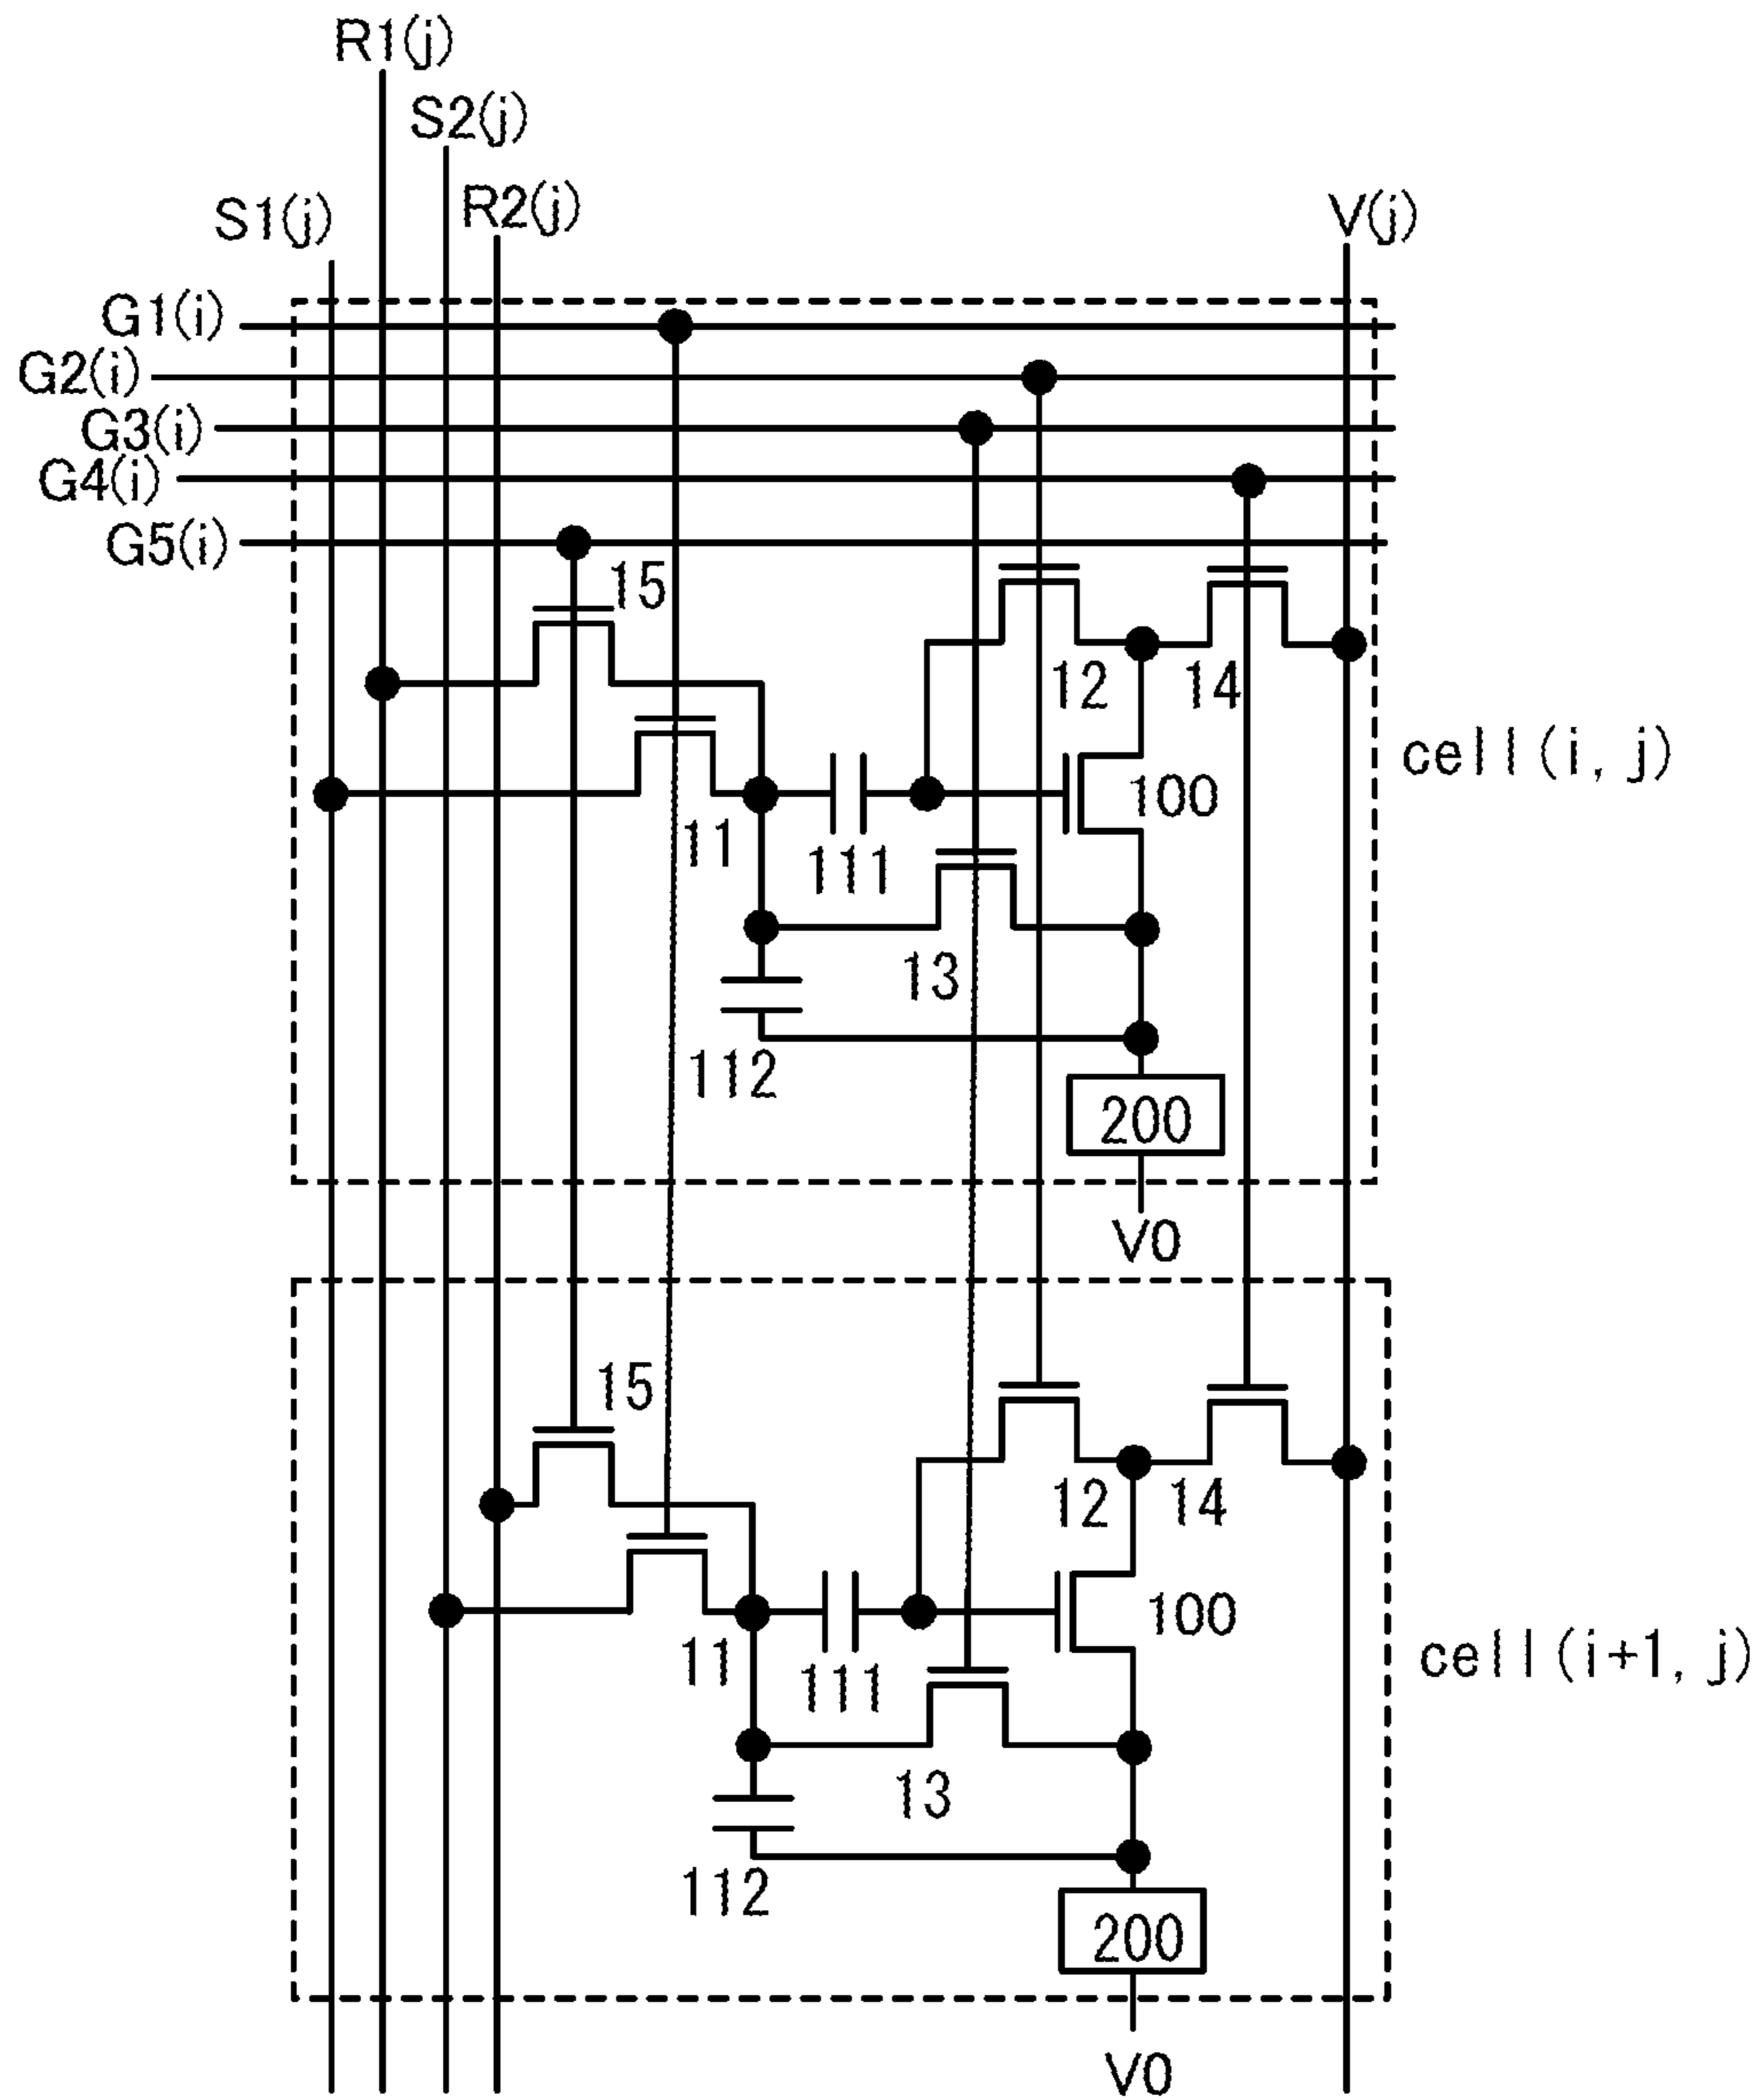 R1(j)
S2(j)
S1(j)
R2(j)
V(j)
G1(i)
G2(i)
G3(i)
G4(i)
G5(i)
15
12
14
cell(i, j)
100
11
111
13
112
200
V0
15
12
14
100
11
111
cell(i+1, j)
13
112
200
V0